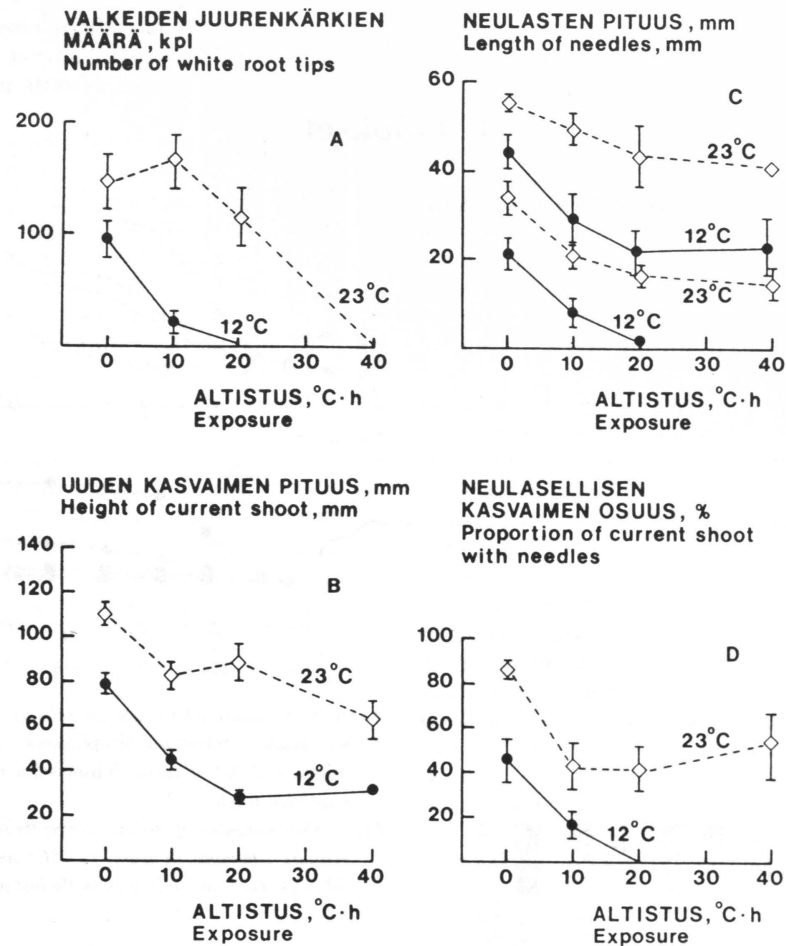 VALKEIDEN JUURENKÄRKIEN
MÄÄRÄ, kpl
Number of white root tips
200
100
A
23°C
12°C
0 10 20 30 40
ALTISTUS, °C·h
Exposure
NEULASTEN PITUUS, mm
Length of needles, mm
60
40
20
C
23°C
12°C
23°C
12°C
0 10 20 30 40
ALTISTUS, °C·h
Exposure
UUDEN KASVAIMEN PITUUS, mm
Height of current shoot, mm
140
120
100
80
60
40
20
B
23°C
12°C
0 10 20 30 40
ALTISTUS, °C·h
Exposure
NEULASELLISEN
KASVAIMEN OSUUS, %
Proportion of current shoot
with needles
100
80
60
40
20
D
23°C
12°C
0 10 20 30 40
ALTISTUS, °C·h
Exposure